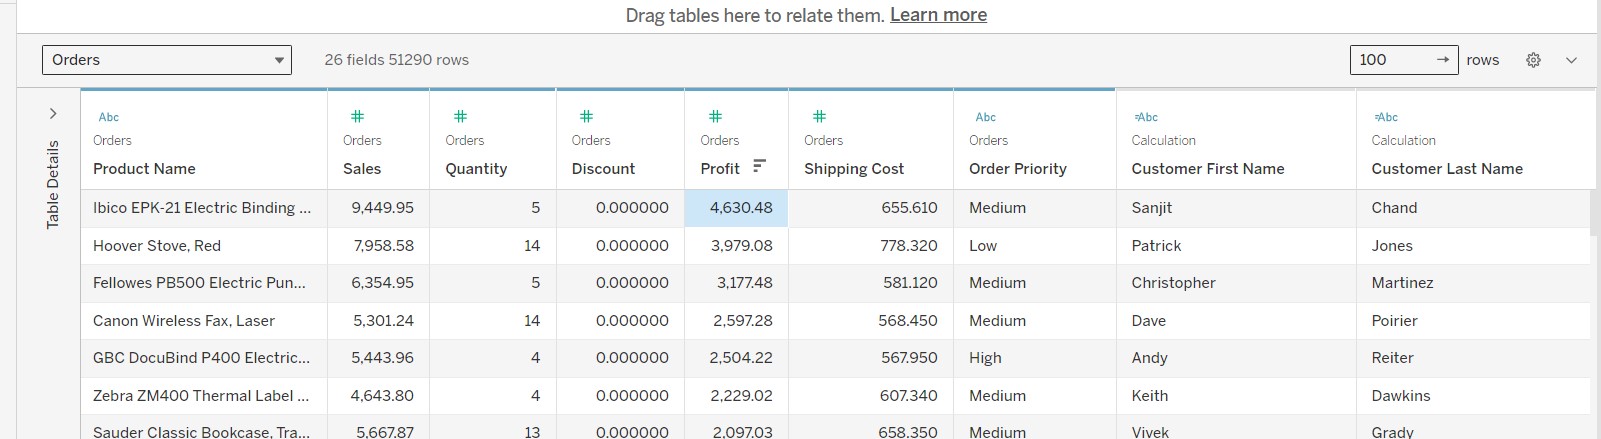 Drag tables here to relate them. Learn more
Orders 26 fields 51290 rows 100 → rows
Table Details
Abc # # # # # Abc =Abc =Abc
Orders Orders Orders Orders Orders Orders Orders Calculation Calculation
Product Name Sales Quantity Discount Profit Shipping Cost Order Priority Customer First Name Customer Last Name
Ibico EPK-21 Electric Binding ... 9,449.95 5 0.000000 4,630.48 655.610 Medium Sanjit Chand
Hoover Stove, Red 7,958.58 14 0.000000 3,979.08 778.320 Low Patrick Jones
Fellowes PB500 Electric Pun... 6,354.95 5 0.000000 3,177.48 581.120 Medium Christopher Martinez
Canon Wireless Fax, Laser 5,301.24 14 0.000000 2,597.28 568.450 Medium Dave Poirier
GBC DocuBind P400 Electric... 5,443.96 4 0.000000 2,504.22 567.950 High Andy Reiter
Zebra ZM400 Thermal Label ... 4,643.80 4 0.000000 2,229.02 607.340 Medium Keith Dawkins
Sauder Classic Bookcase, Tra... 5,667.87 13 0.000000 2,097.03 658.350 Medium Vivek Grady